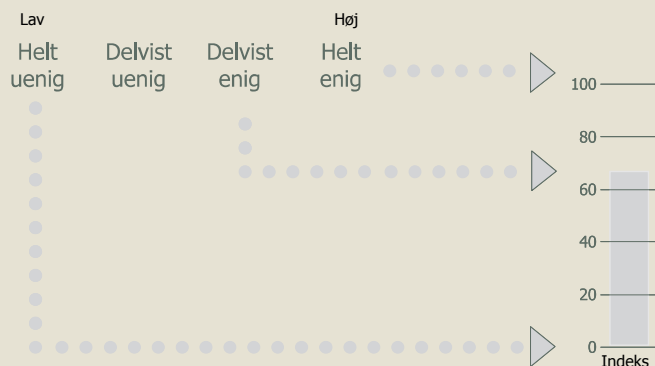 Lav Høj
Helt Delvist Delvist Helt
uenig uenig enig enig
100
80
60
40
20
0
Indeks